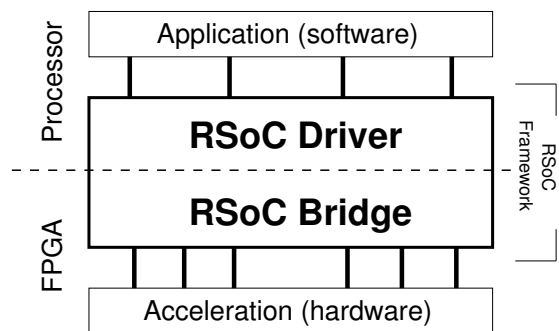 Application (software)
Processor
RSoC Driver
RSoC
Framework
RSoC Bridge
FPGA
Acceleration (hardware)